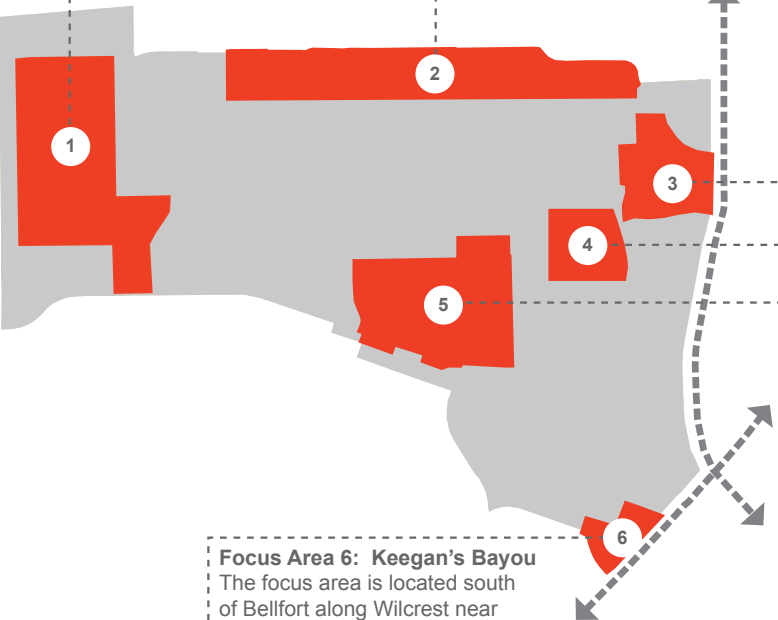 1
2
3
4
5
6
Focus Area 6: Keegan's Bayou
The focus area is located south
of Bellfort along Wilcrest near